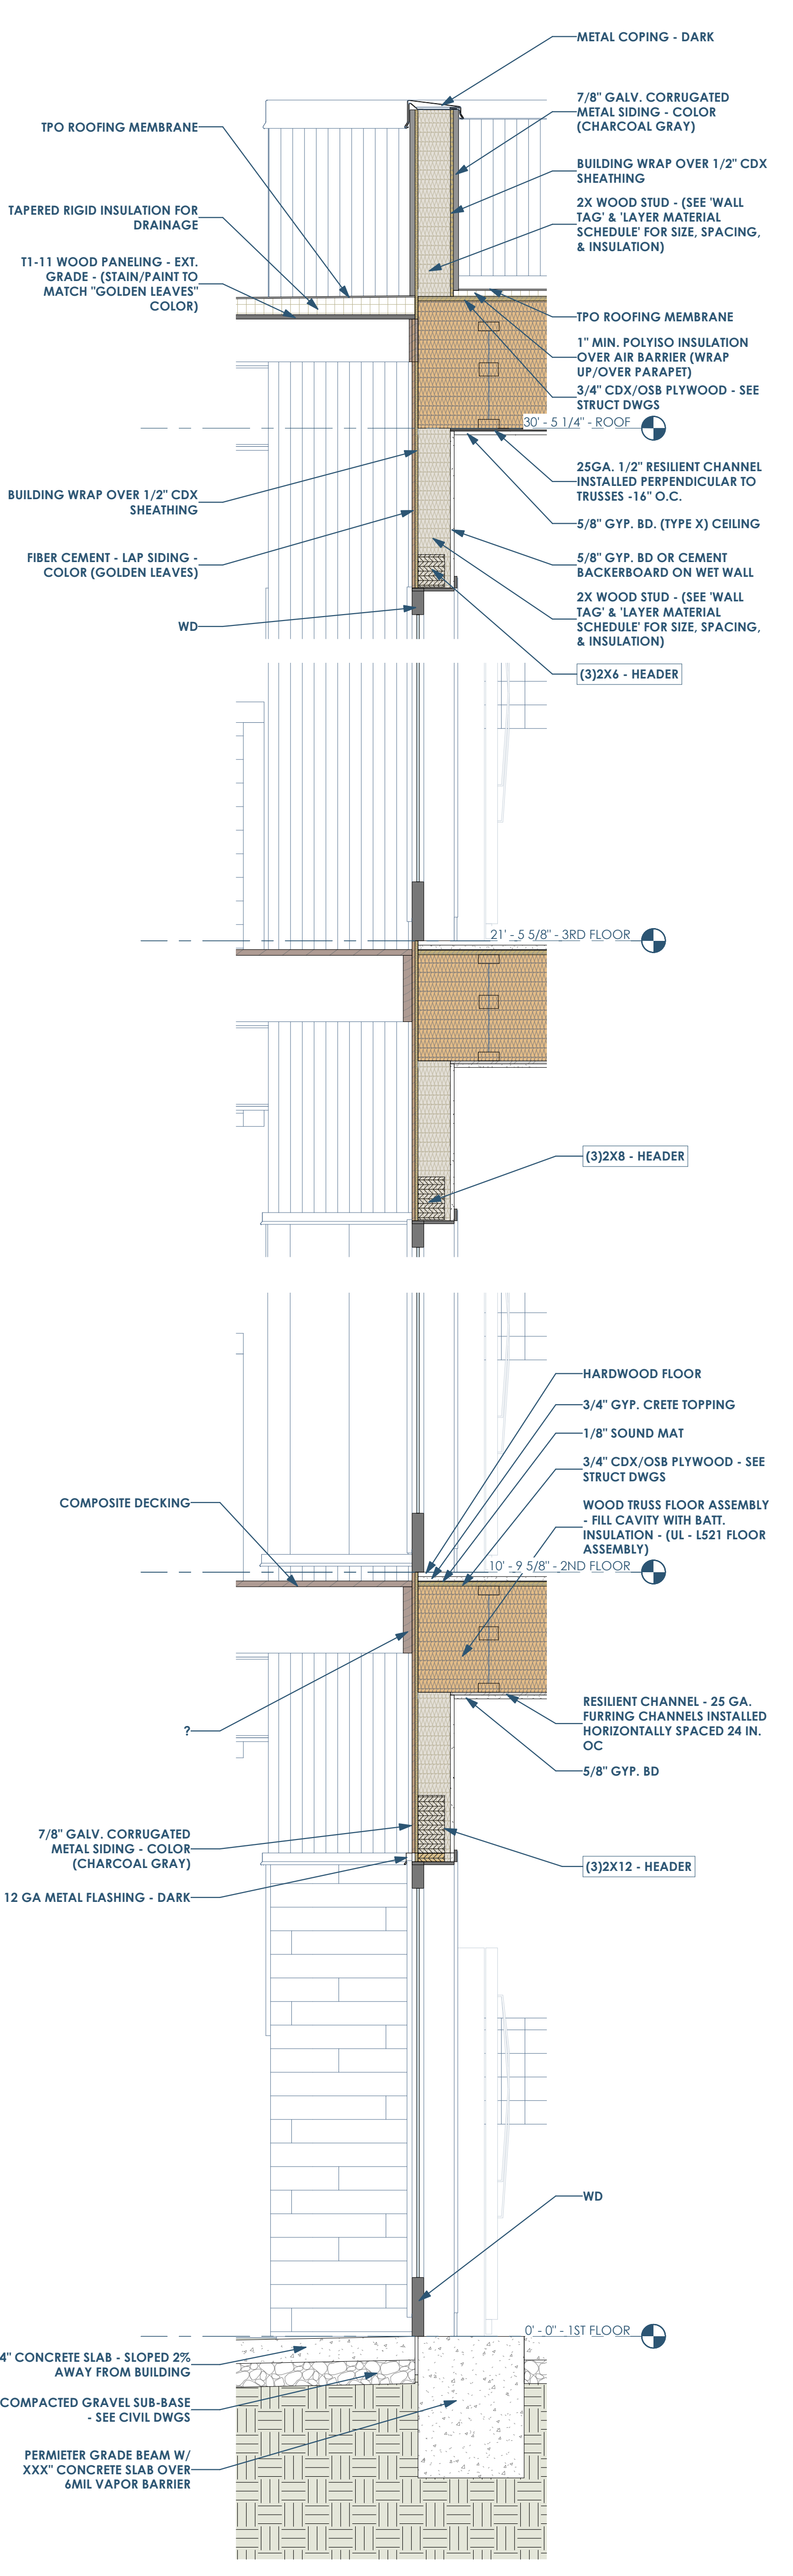 METAL COPING - DARK
7/8" GALV. CORRUGATED
METAL SIDING - COLOR
(CHARCOAL GRAY)
TPO ROOFING MEMBRANE
BUILDING WRAP OVER 1/2" CDX
SHEATHING
2X WOOD STUD - (SEE 'WALL
TAG' & 'LAYER MATERIAL
SCHEDULE' FOR SIZE, SPACING,
& INSULATION)
TAPERED RIGID INSULATION FOR
DRAINAGE
T1-11 WOOD PANELING - EXT.
GRADE - (STAIN/PAINT TO
MATCH "GOLDEN LEAVES"
COLOR)
TPO ROOFING MEMBRANE
1" MIN. POLYISO INSULATION
OVER AIR BARRIER (WRAP
UP/OVER PARAPET)
3/4" CDX/OSB PLYWOOD - SEE
STRUCT DWGS
30' - 5 1/4" - ROOF
25GA. 1/2" RESILIENT CHANNEL
INSTALLED PERPENDICULAR TO
TRUSSES -16" O.C.
BUILDING WRAP OVER 1/2" CDX
SHEATHING
5/8" GYP. BD. (TYPE X) CEILING
FIBER CEMENT - LAP SIDING -
COLOR (GOLDEN LEAVES)
5/8" GYP. BD OR CEMENT
BACKERBOARD ON WET WALL
2X WOOD STUD - (SEE 'WALL
TAG' & 'LAYER MATERIAL
SCHEDULE' FOR SIZE, SPACING,
& INSULATION)
WD
(3)2X6 - HEADER
21' - 5 5/8" - 3RD FLOOR
(3)2X8 - HEADER
HARDWOOD FLOOR
3/4" GYP. CRETE TOPPING
1/8" SOUND MAT
3/4" CDX/OSB PLYWOOD - SEE
STRUCT DWGS
COMPOSITE DECKING
WOOD TRUSS FLOOR ASSEMBLY
- FILL CAVITY WITH BATT.
INSULATION - (UL - L521 FLOOR
ASSEMBLY)
10' - 9 5/8" - 2ND FLOOR
?
RESILIENT CHANNEL - 25 GA.
FURRING CHANNELS INSTALLED
HORIZONTALLY SPACED 24 IN.
OC
5/8" GYP. BD
7/8" GALV. CORRUGATED
METAL SIDING - COLOR
(CHARCOAL GRAY)
(3)2X12 - HEADER
12 GA METAL FLASHING - DARK
WD
0' - 0" - 1ST FLOOR
4" CONCRETE SLAB - SLOPED 2%
AWAY FROM BUILDING
COMPACTED GRAVEL SUB-BASE
- SEE CIVIL DWGS
PERMIETER GRADE BEAM W/
XXX" CONCRETE SLAB OVER
6MIL VAPOR BARRIER